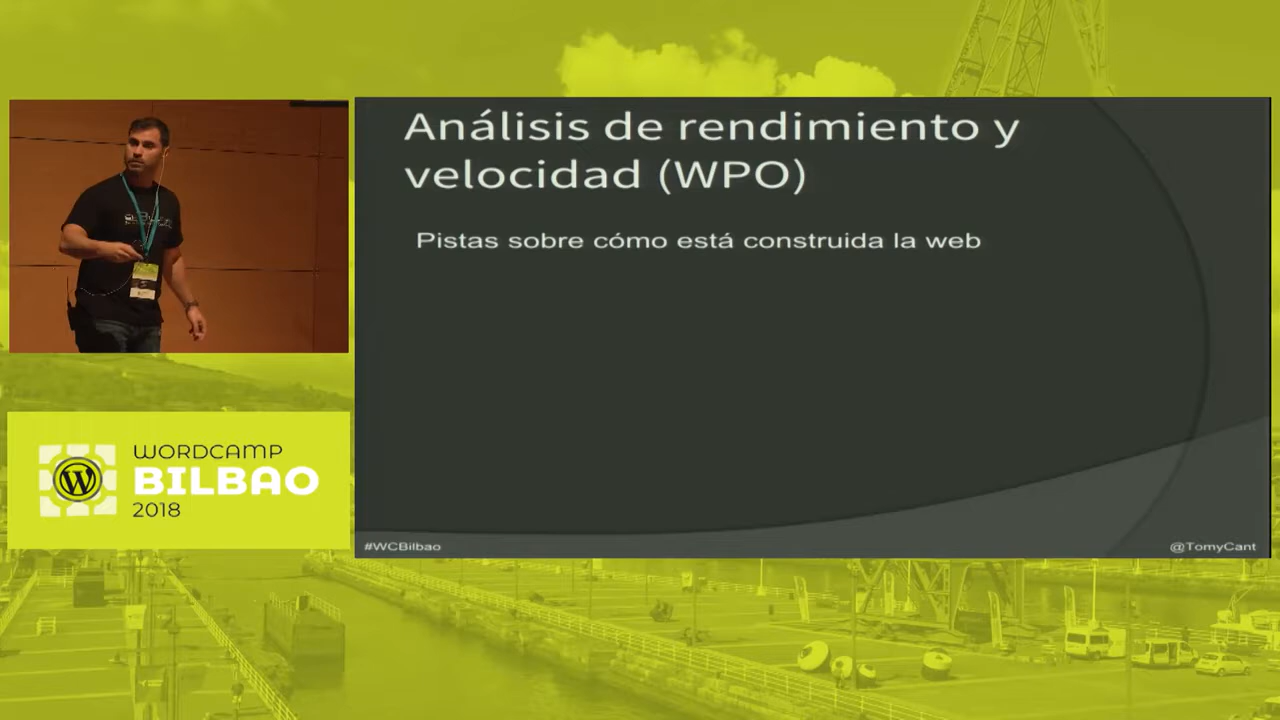 Análisis de rendimiento y
velocidad (WPO)
Pistas sobre cómo está construida la web
#WCBilbao
@TomyCant
WORDCAMP
BILBAO
2018